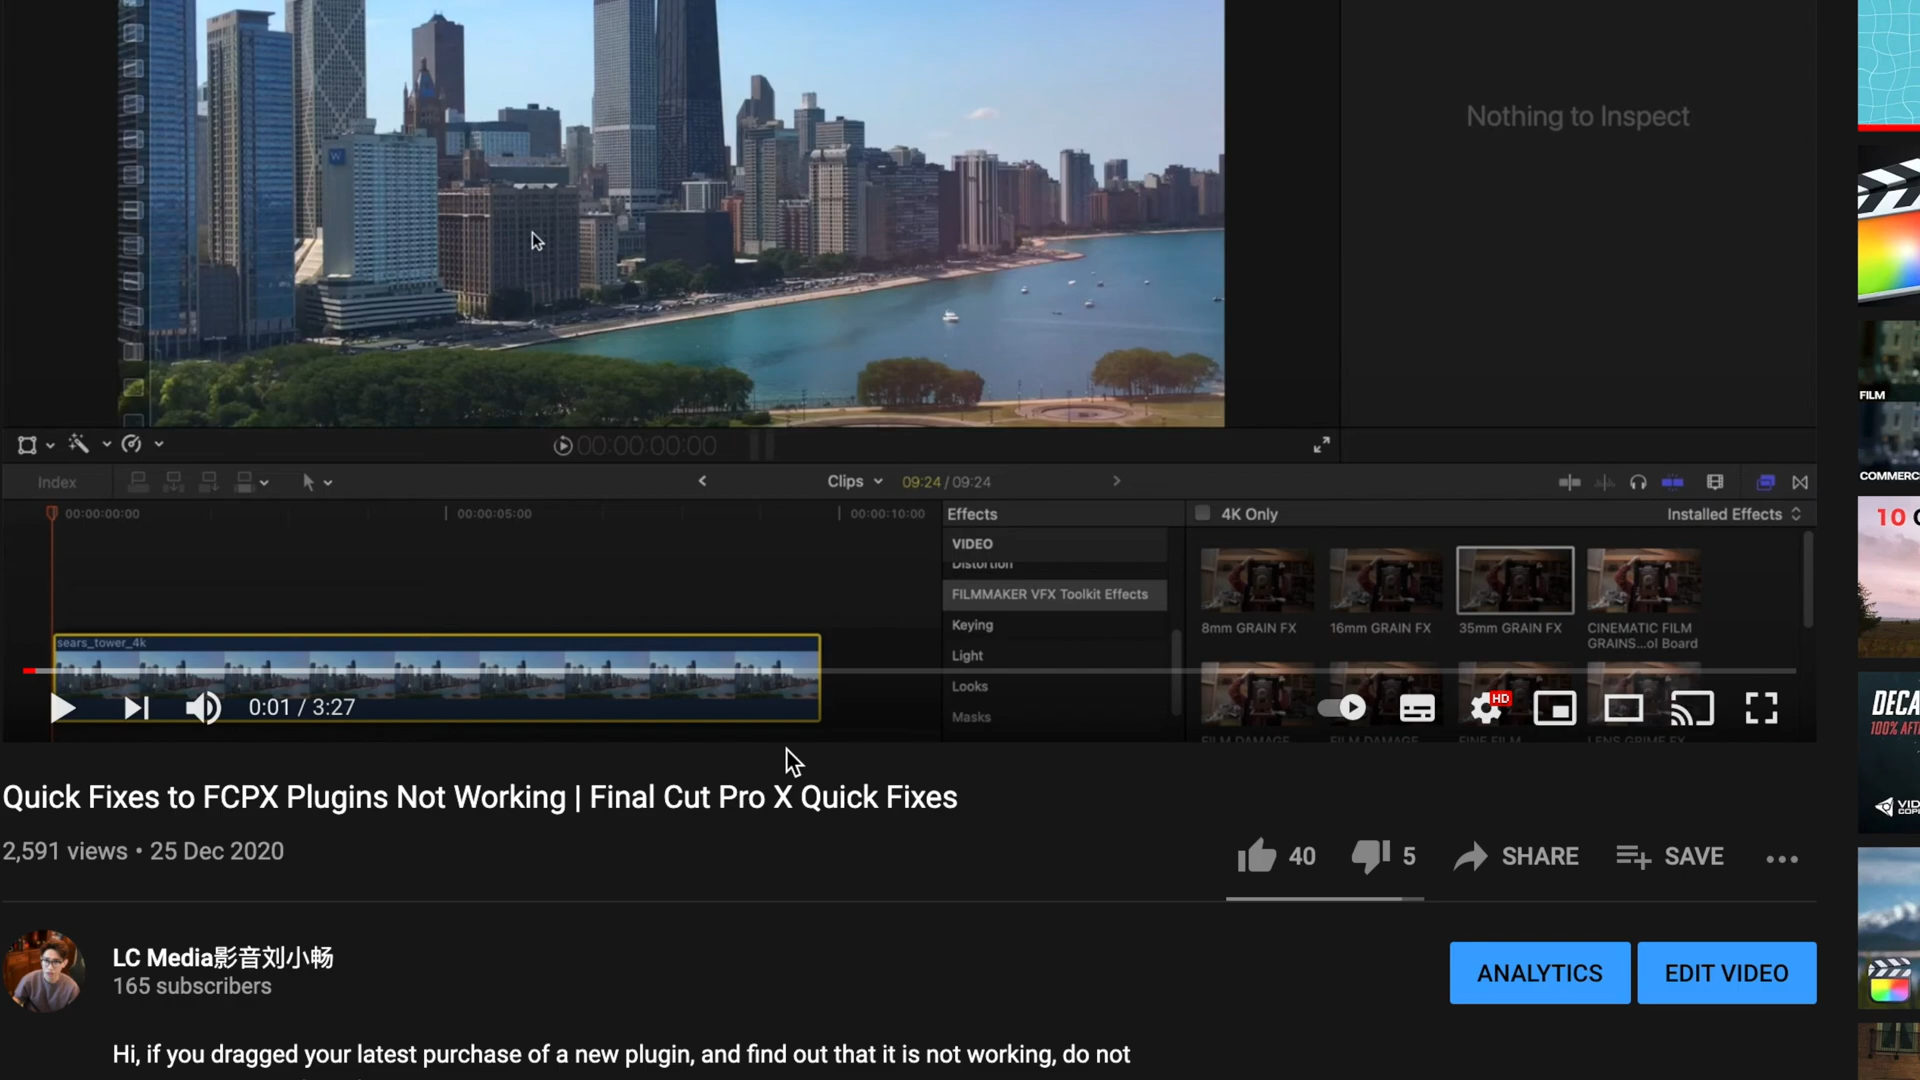 Nothing to Inspect
W
00:00:00:00
Index
Clips
09:24 / 09:24
00:00:00:00
00:00:05:00
00:00:10:00
Effects
4K Only
Installed Effects
VIDEO
Distortion
FILMMAKER VFX Toolkit Effects
Keying
Light
Looks
Masks
8mm GRAIN FX
16mm GRAIN FX
35mm GRAIN FX
CINEMATIC FILM
GRAINS...ol Board
FILM DAMAGE
FILM DAMAGE
FINE FILM
LENS GRIME FX
sears_tower_4k
0:01 / 3:27
HD
Quick Fixes to FCPX Plugins Not Working | Final Cut Pro X Quick Fixes
2,591 views • 25 Dec 2020
40
5
SHARE
SAVE
LC Media影音刘小畅
165 subscribers
ANALYTICS
EDIT VIDEO
Hi, if you dragged your latest purchase of a new plugin, and find out that it is not working, do not
FILM
COMMERC
10
DECA
100% AFT
VID
COP